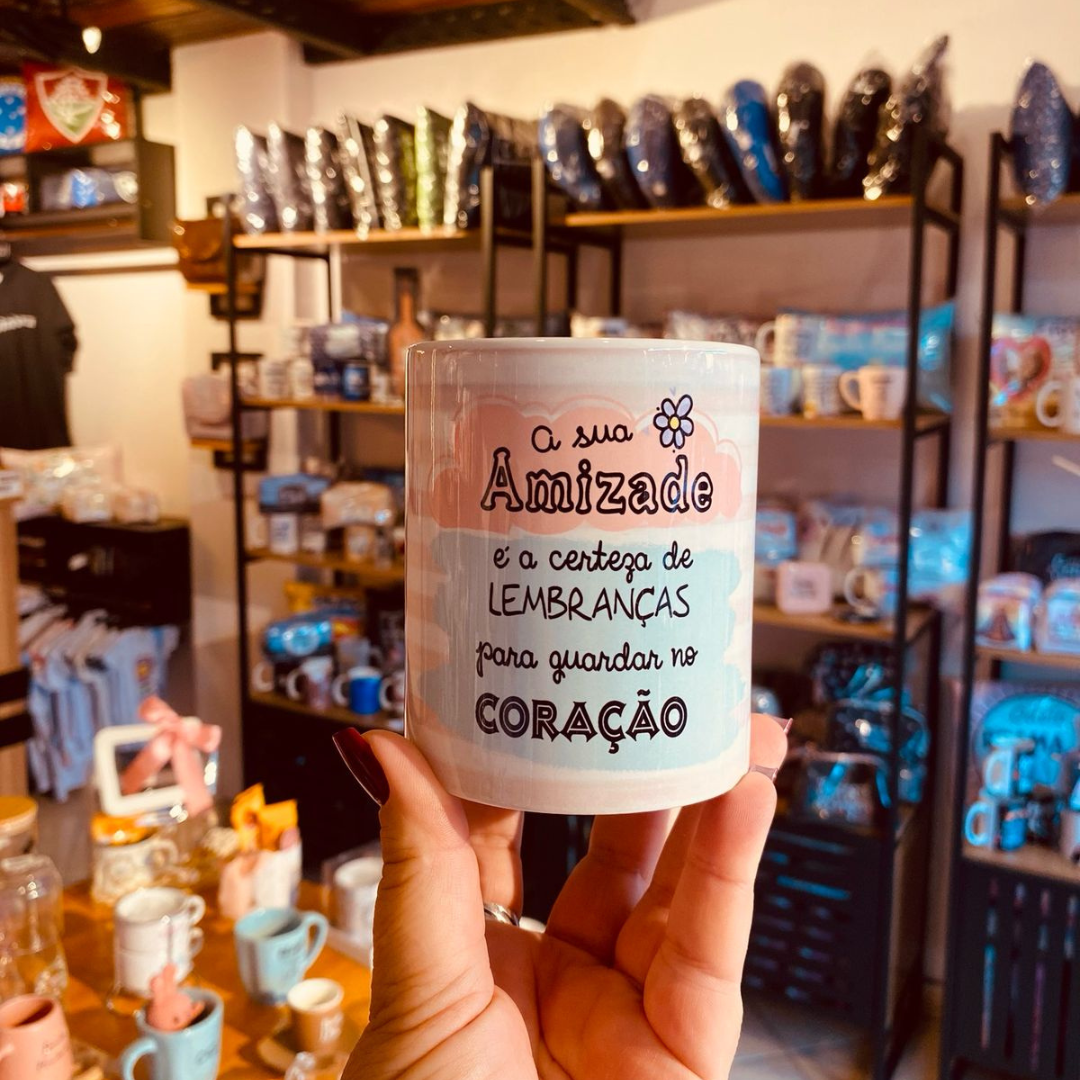 A sua
Amizade
é a certeza de
LEMBRANÇAS
para guardar no
CORAÇÃO